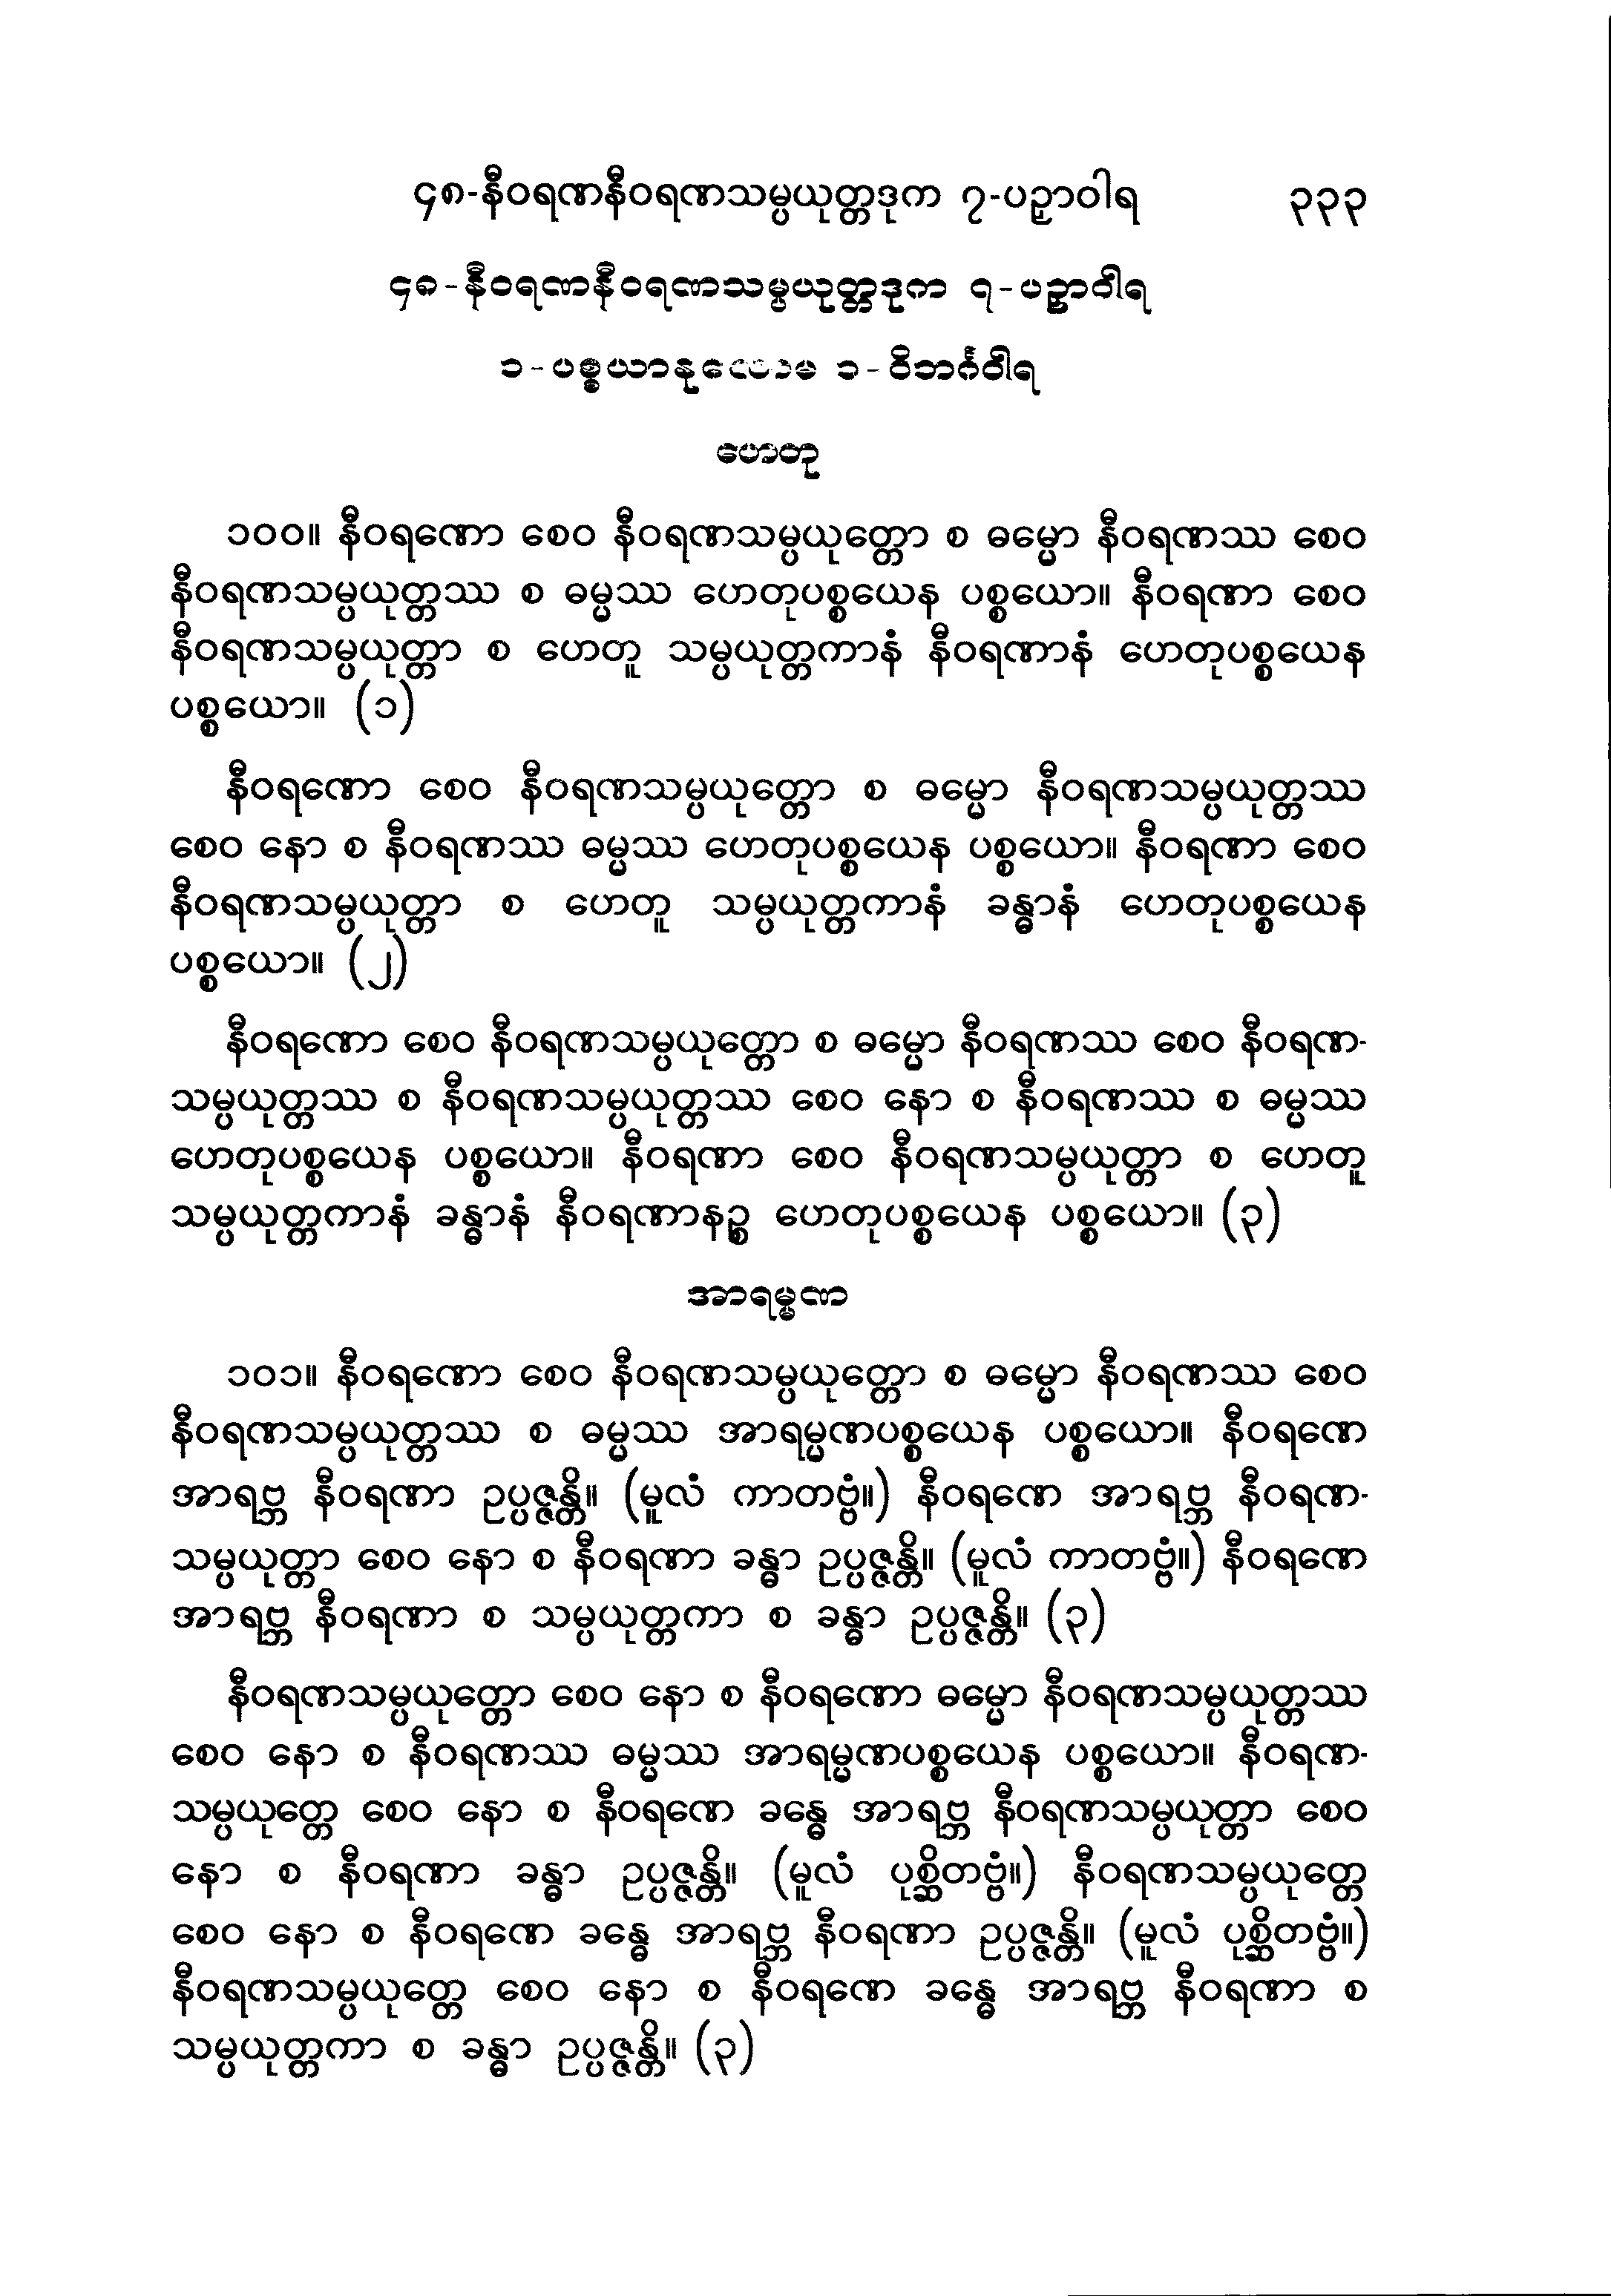 ၄၈-နီဝရဏနီဝရဏသမ္ပယုတ္တဒုက ၇-ပဉှာဝါရ ၃၃၃
၄၈-နီဝရဏနီဝရဏသမ္ပယုတ္တဒုက ၇-ပဉှာဝါရ
၁-ပစ္စယာနုလောမ ၁-ဝိဘင်္ဂဝါရ
ဟေတု
၁၀၀။ နီဝရဏော စေဝ နီဝရဏသမ္ပယုတ္တော စ ဓမ္မော နီဝရဏဿ စေဝ
နီဝရဏသမ္ပယုတ္တဿ စ ဓမ္မဿ ဟေတုပစ္စယေန ပစ္စယော။ နီဝရဏာ စေဝ
နီဝရဏသမ္ပယုတ္တာ စ ဟေတူ သမ္ပယုတ္တကာနံ နီဝရဏာနံ ဟေတုပစ္စယေန
ပစ္စယော။ (၁)
နီဝရဏော စေဝ နီဝရဏသမ္ပယုတ္တော စ ဓမ္မော နီဝရဏသမ္ပယုတ္တဿ
စေဝ နော စ နီဝရဏဿ ဓမ္မဿ ဟေတုပစ္စယေန ပစ္စယော။ နီဝရဏာ စေဝ
နီဝရဏသမ္ပယုတ္တာ စ ဟေတူ သမ္ပယုတ္တကာနံ ခန္ဓာနံ ဟေတုပစ္စယေန
ပစ္စယော။ (၂)
နီဝရဏော စေဝ နီဝရဏသမ္ပယုတ္တော စ ဓမ္မော နီဝရဏဿ စေဝ နီဝရဏ-
သမ္ပယုတ္တဿ စ နီဝရဏသမ္ပယုတ္တဿ စေဝ နော စ နီဝရဏဿ စ ဓမ္မဿ
ဟေတုပစ္စယေန ပစ္စယော။ နီဝရဏာ စေဝ နီဝရဏသမ္ပယုတ္တာ စ ဟေတူ
သမ္ပယုတ္တကာနံ ခန္ဓာနံ နီဝရဏာနဉ္စ ဟေတုပစ္စယေန ပစ္စယော။ (၃)
အာရမ္မဏ
၁၀၁။ နီဝရဏော စေဝ နီဝရဏသမ္ပယုတ္တော စ ဓမ္မော နီဝရဏဿ စေဝ
နီဝရဏသမ္ပယုတ္တဿ စ ဓမ္မဿ အာရမ္မဏပစ္စယေန ပစ္စယော။ နီဝရဏေ
အာရဗ္ဘ နီဝရဏာ ဥပ္ပဇ္ဇန္တိ။ (မူလံ ကာတဗ္ဗံ။) နီဝရဏေ အာရဗ္ဘ နီဝရဏ-
သမ္ပယုတ္တာ စေဝ နော စ နီဝရဏာ ခန္ဓာ ဥပ္ပဇ္ဇန္တိ။ (မူလံ ကာတဗ္ဗံ။) နီဝရဏေ
အာရဗ္ဘ နီဝရဏာ စ သမ္ပယုတ္တကာ စ ခန္ဓာ ဥပ္ပဇ္ဇန္တိ။ (၃)
နီဝရဏသမ္ပယုတ္တော စေဝ နော စ နီဝရဏော ဓမ္မော နီဝရဏသမ္ပယုတ္တဿ
စေဝ နော စ နီဝရဏဿ ဓမ္မဿ အာရမ္မဏပစ္စယေန ပစ္စယော။ နီဝရဏ-
သမ္ပယုတ္တေ စေဝ နော စ နီဝရဏေ ခန္ဓေ အာရဗ္ဘ နီဝရဏသမ္ပယုတ္တာ စေဝ
နော စ နီဝရဏာ ခန္ဓာ ဥပ္ပဇ္ဇန္တိ။ (မူလံ ပုစ္ဆိတဗ္ဗံ။) နီဝရဏသမ္ပယုတ္တေ
စေဝ နော စ နီဝရဏေ ခန္ဓေ အာရဗ္ဘ နီဝရဏာ ဥပ္ပဇ္ဇန္တိ။ (မူလံ ပုစ္ဆိတဗ္ဗံ။)
နီဝရဏသမ္ပယုတ္တေ စေဝ နော စ နီဝရဏေ ခန္ဓေ အာရဗ္ဘ နီဝရဏာ စ
သမ္ပယုတ္တကာ စ ခန္ဓာ ဥပ္ပဇ္ဇန္တိ။ (၃)